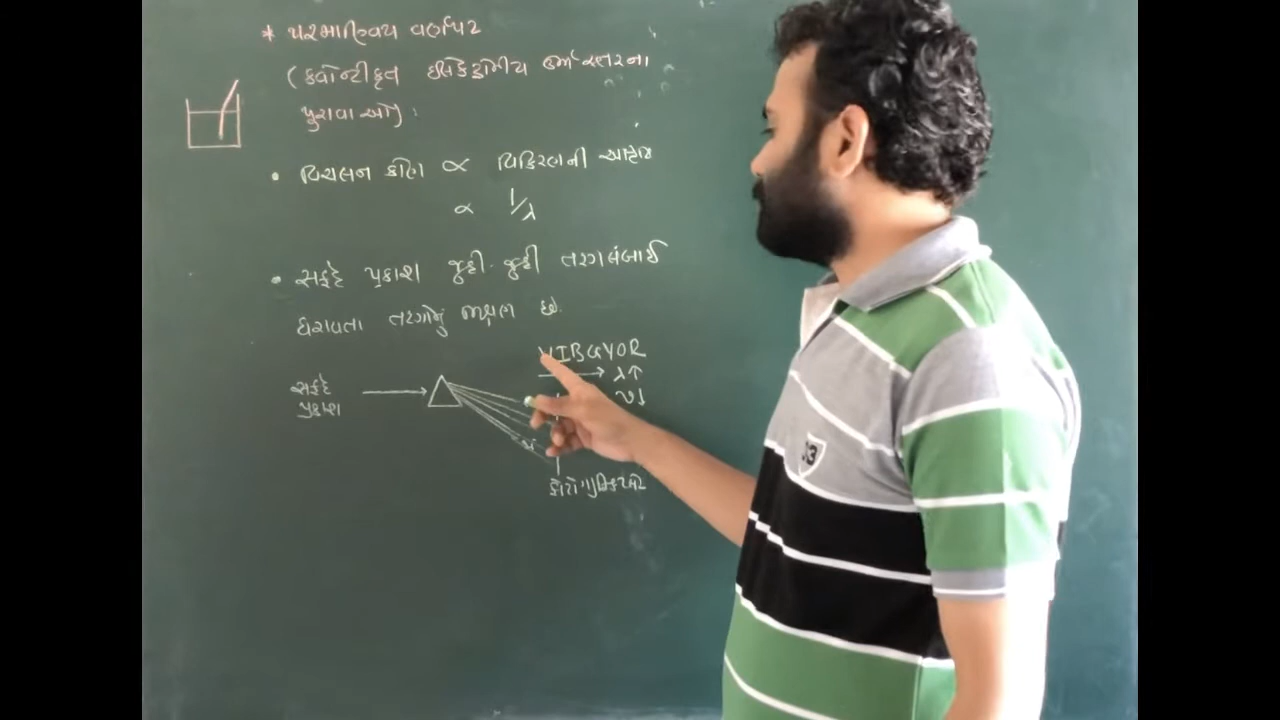 * પરમાણ્વીય વર્ણપટ
(ક્વોન્ટીકૃત ઇલેક્ટ્રોનીય ઊર્જાસ્તરના
પુરાવાઓ) :
• વિચલન કોણ ∝ વિકિરણની આવૃત્તિ
∝ 1/λ
• સફેદ પ્રકાશ જુદી-જુદી તરંગલંબાઈ
ધરાવતા તરંગોનું મિશ્રણ છે.
VIBGYOR
→ λ↑
ν↓
સફેદ
પ્રકાશ
ફોટોગ્રાફિક પ્લેટ